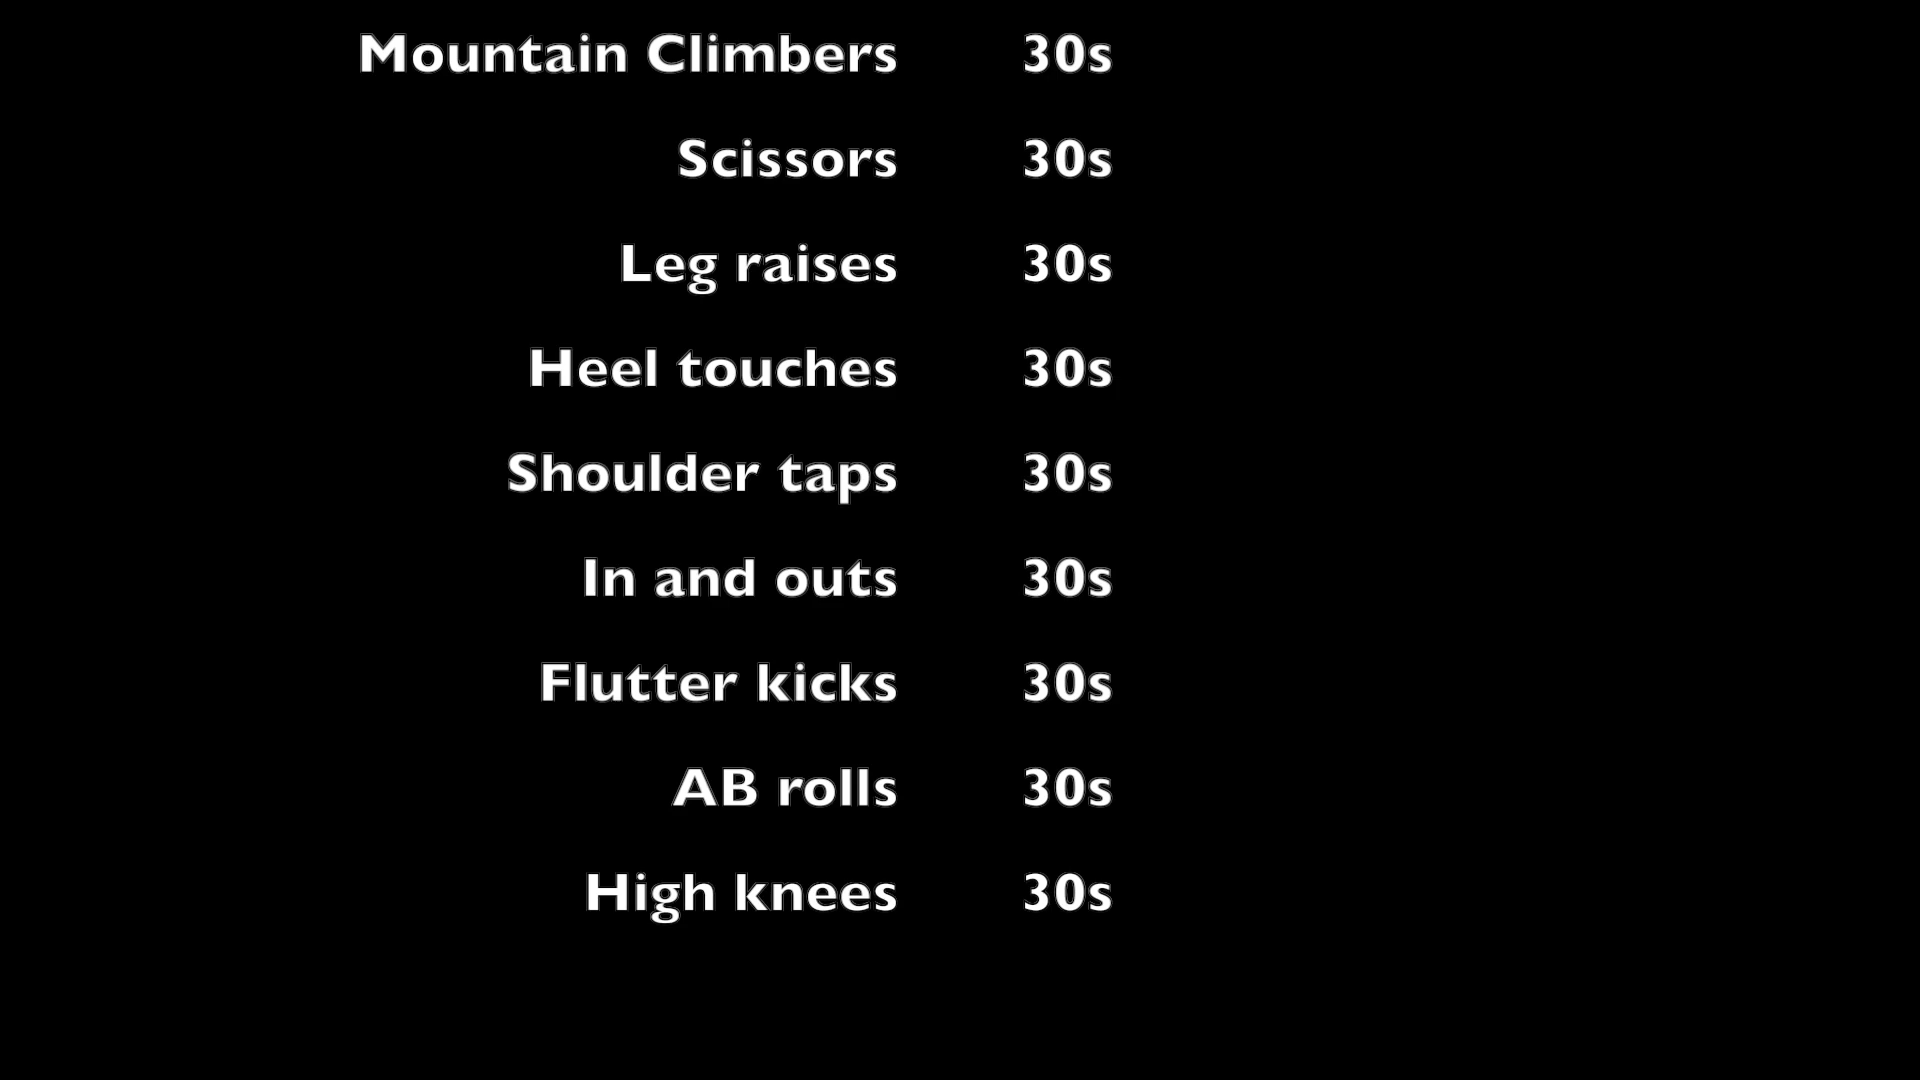 Mountain Climbers 30s
Scissors 30s
Leg raises 30s
Heel touches 30s
Shoulder taps 30s
In and outs 30s
Flutter kicks 30s
AB rolls 30s
High knees 30s